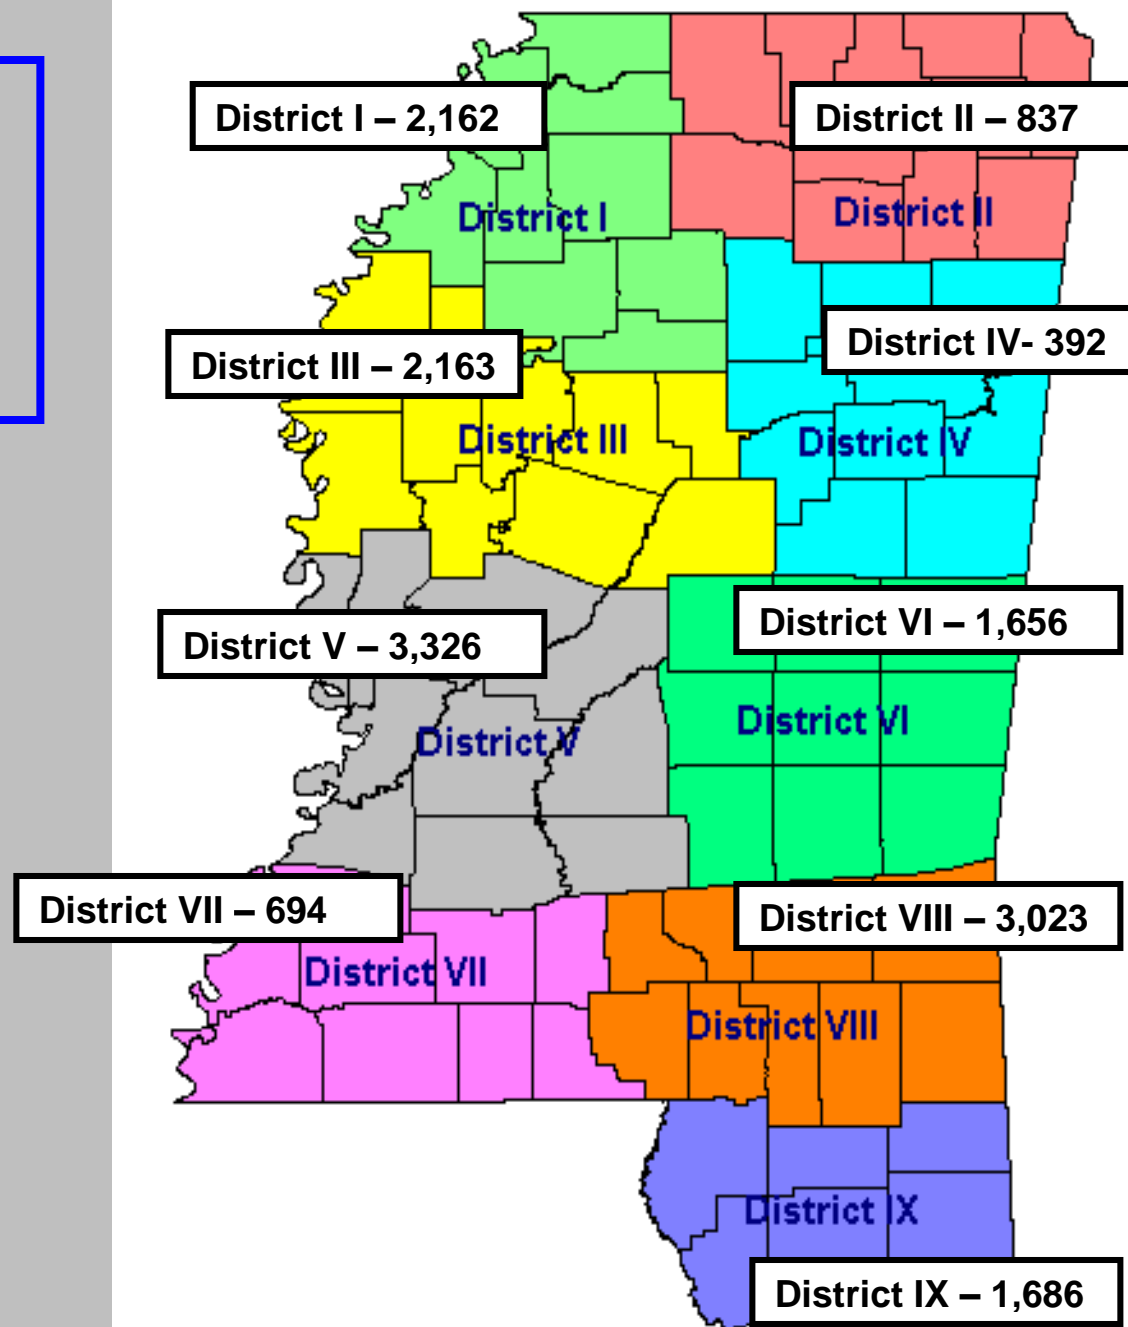 District I – 2,162
District II – 837
District I
District II
District III – 2,163
District IV- 392
District III
District IV
District V – 3,326
District VI – 1,656
District V
District VI
District VII – 694
District VIII – 3,023
District VII
District VIII
District IX
District IX – 1,686